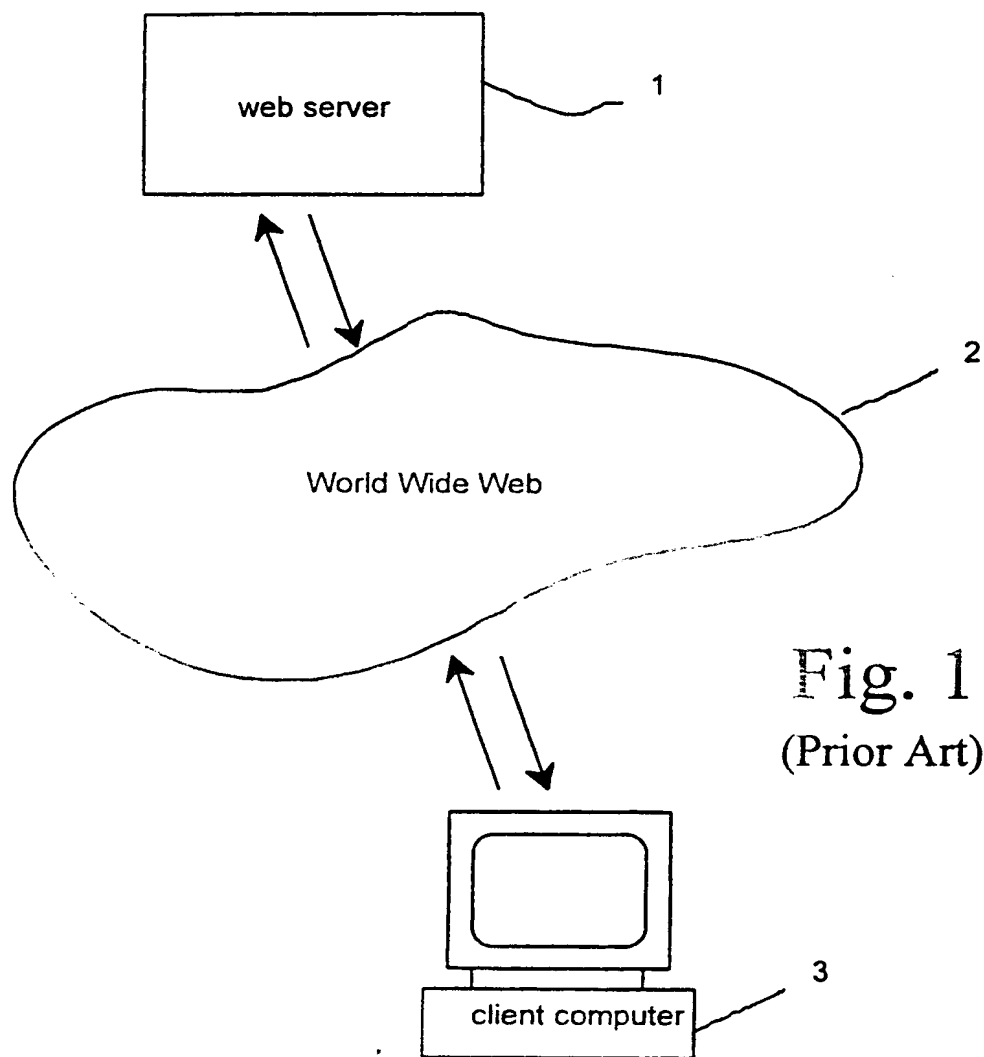 web server
1
2
World Wide Web
Fig. 1
(Prior Art)
3
client computer